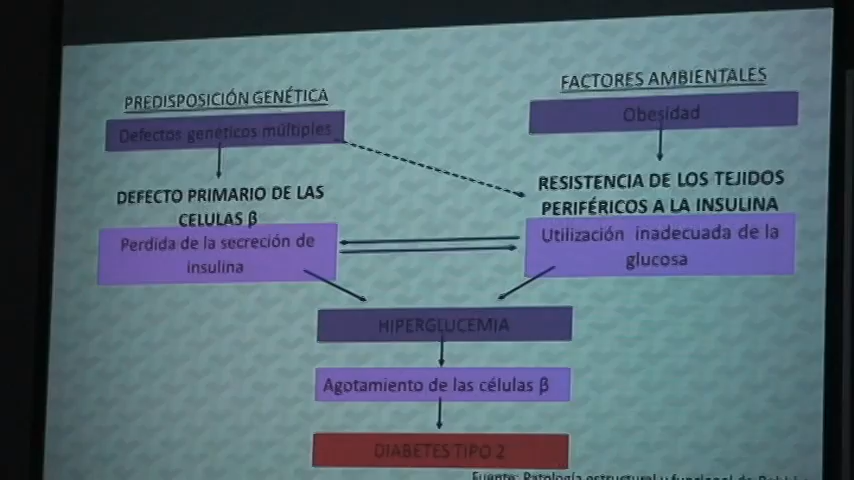 PREDISPOSICIÓN GENÉTICA
Defectos genéticos múltiples
DEFECTO PRIMARIO DE LAS
CELULAS β
Perdida de la secreción de
insulina
FACTORES AMBIENTALES
Obesidad
RESISTENCIA DE LOS TEJIDOS
PERIFÉRICOS A LA INSULINA
Utilización inadecuada de la
glucosa
HIPERGLUCEMIA
Agotamiento de las células β
DIABETES TIPO 2
Fuente: Patología estructural y funcional de